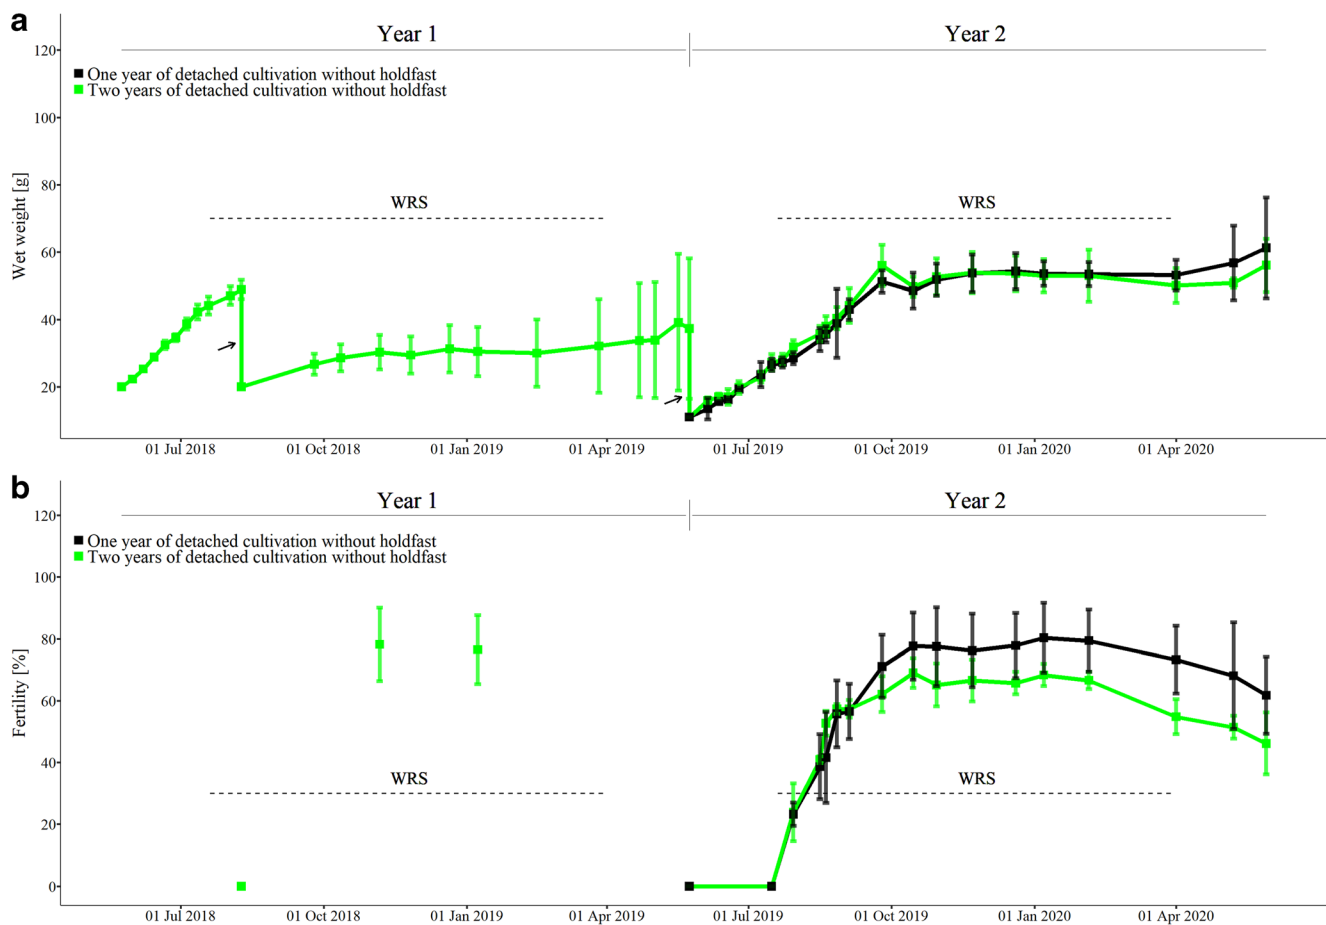 a
Year 1 Year 2
120
One year of detached cultivation without holdfast
Two years of detached cultivation without holdfast
100
80
WRS WRS
60
40
20
Wet weight [g]
01 Jul 2018 01 Oct 2018 01 Jan 2019 01 Apr 2019 01 Jul 2019 01 Oct 2019 01 Jan 2020 01 Apr 2020
b
Year 1 Year 2
120
One year of detached cultivation without holdfast
Two years of detached cultivation without holdfast
100
80
60
40
WRS WRS
20
0
Fertility [%]
01 Jul 2018 01 Oct 2018 01 Jan 2019 01 Apr 2019 01 Jul 2019 01 Oct 2019 01 Jan 2020 01 Apr 2020